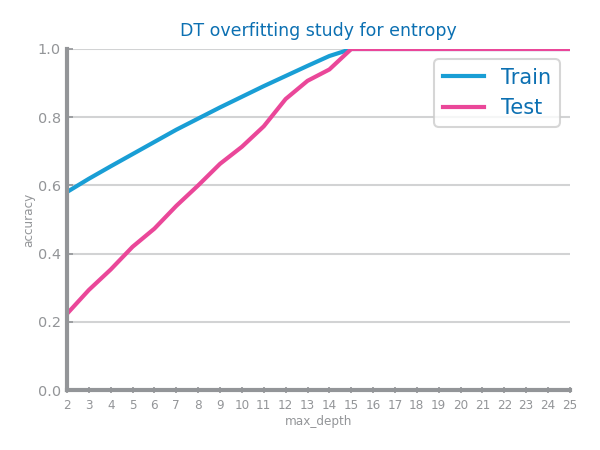 DT overfitting study for entropy
1.0
0.8
0.6
0.4
0.2
0.0
accuracy
Train
Test
2 3 4 5 6 7 8 9 10 11 12 13 14 15 16 17 18 19 20 21 22 23 24 25
max_depth